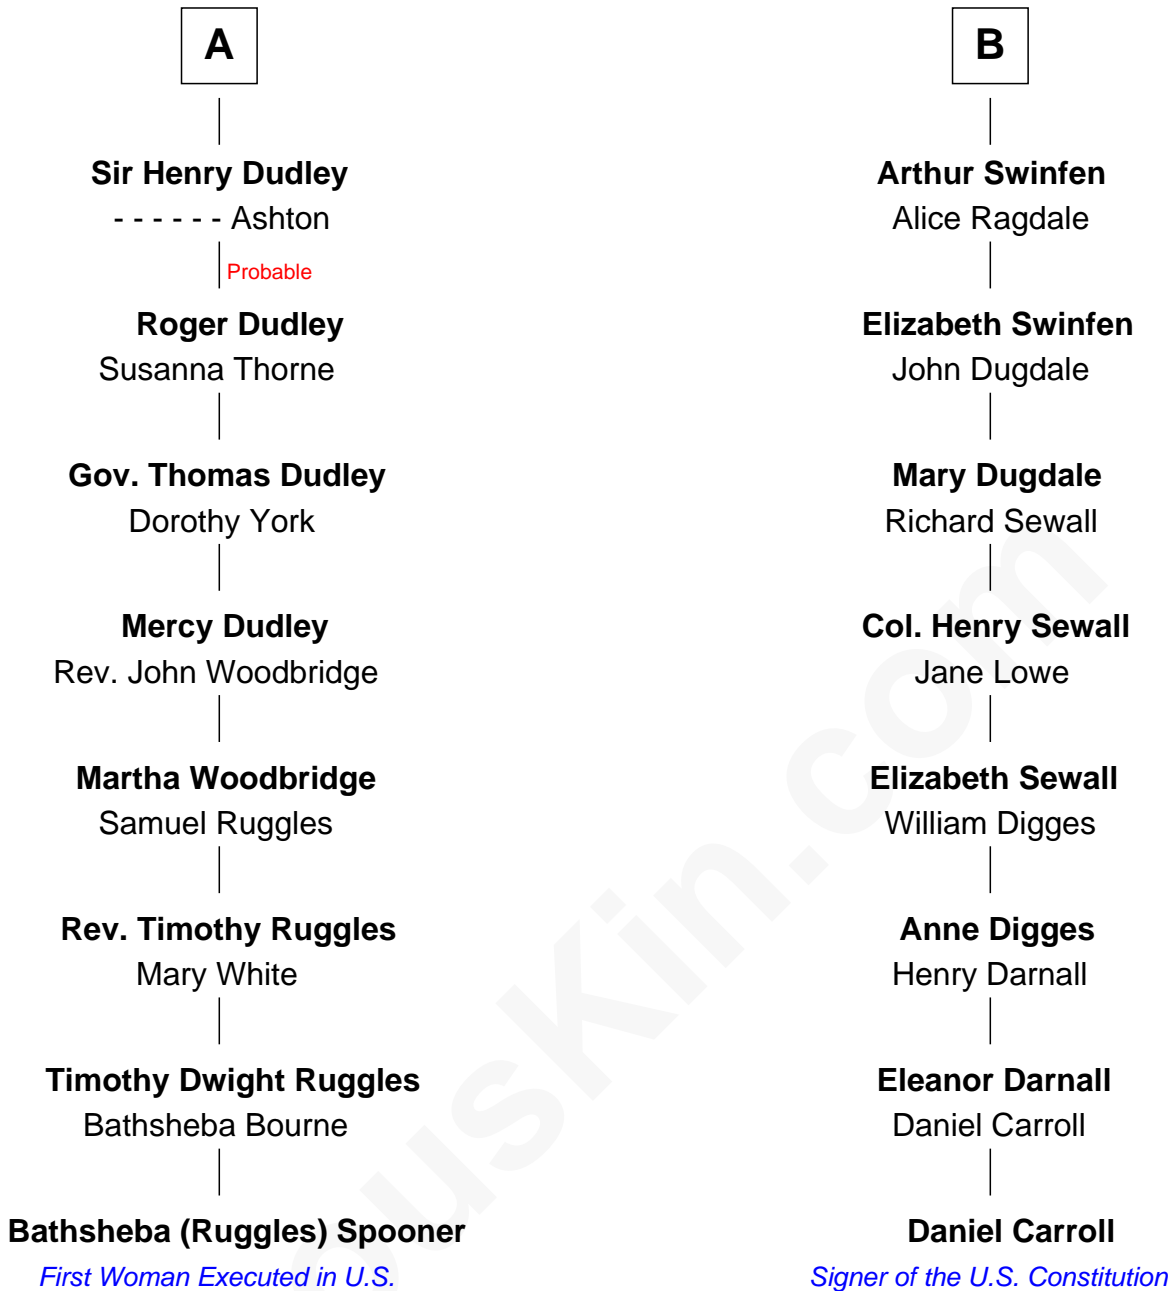 A
Sir Henry Dudley
- - - - - - Ashton
Probable
Roger Dudley
Susanna Thorne
Gov. Thomas Dudley
Dorothy York
Mercy Dudley
Rev. John Woodbridge
Martha Woodbridge
Samuel Ruggles
Rev. Timothy Ruggles
Mary White
Timothy Dwight Ruggles
Bathsheba Bourne
Bathsheba (Ruggles) Spooner
First Woman Executed in U.S.
B
Arthur Swinfen
Alice Ragdale
Elizabeth Swinfen
John Dugdale
Mary Dugdale
Richard Sewall
Col. Henry Sewall
Jane Lowe
Elizabeth Sewall
William Digges
Anne Digges
Henry Darnall
Eleanor Darnall
Daniel Carroll
Daniel Carroll
Signer of the U.S. Constitution
ousKin.com